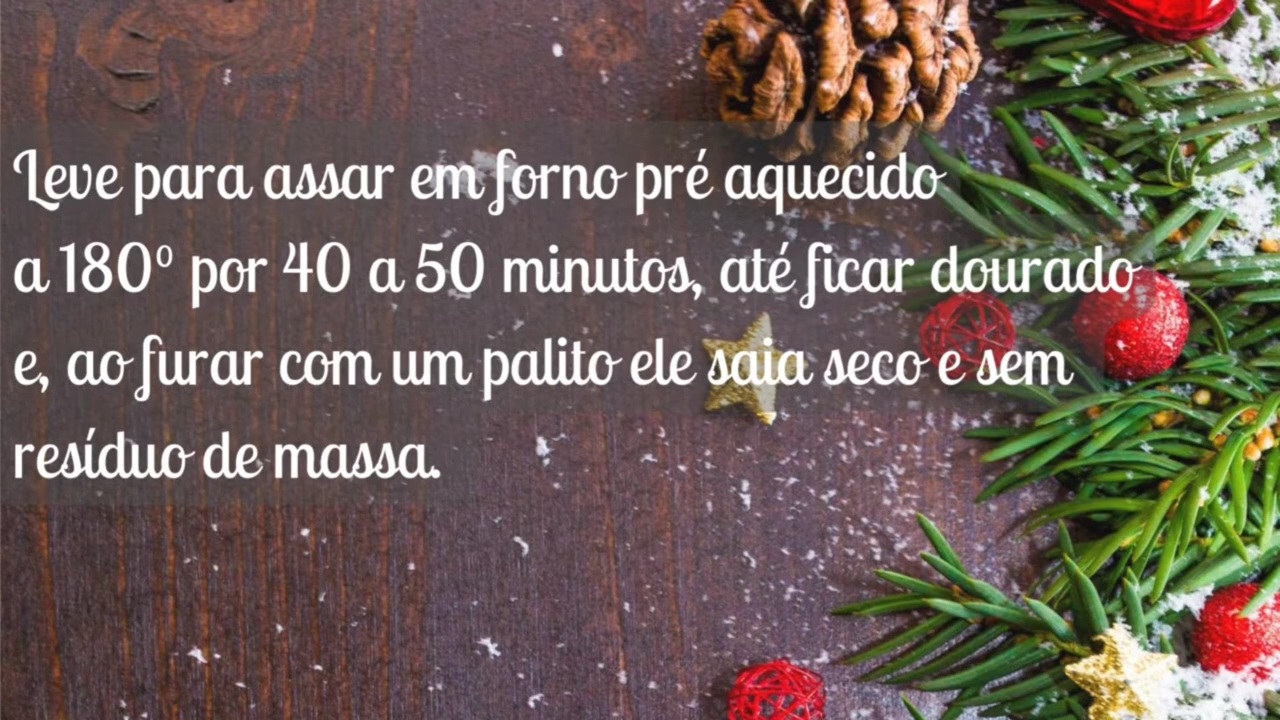 Leve para assar em forno pré aquecido
a 180º por 40 a 50 minutos, até ficar dourado
e, ao furar com um palito ele saia seco e sem
resíduo de massa.